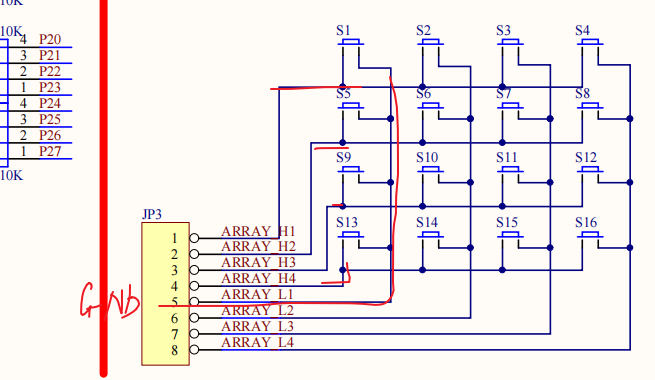 10K
10K
4 P20
3 P21
2 P22
1 P23
4 P24
3 P25
2 P26
1 P27
10K
S1 S2 S3 S4
S5 S6 S7 S8
S9 S10 S11 S12
S13 S14 S15 S16
JP3
1 ARRAY_H1
2 ARRAY_H2
3 ARRAY_H3
4 ARRAY_H4
5 ARRAY_L1
6 ARRAY_L2
7 ARRAY_L3
8 ARRAY_L4
GND